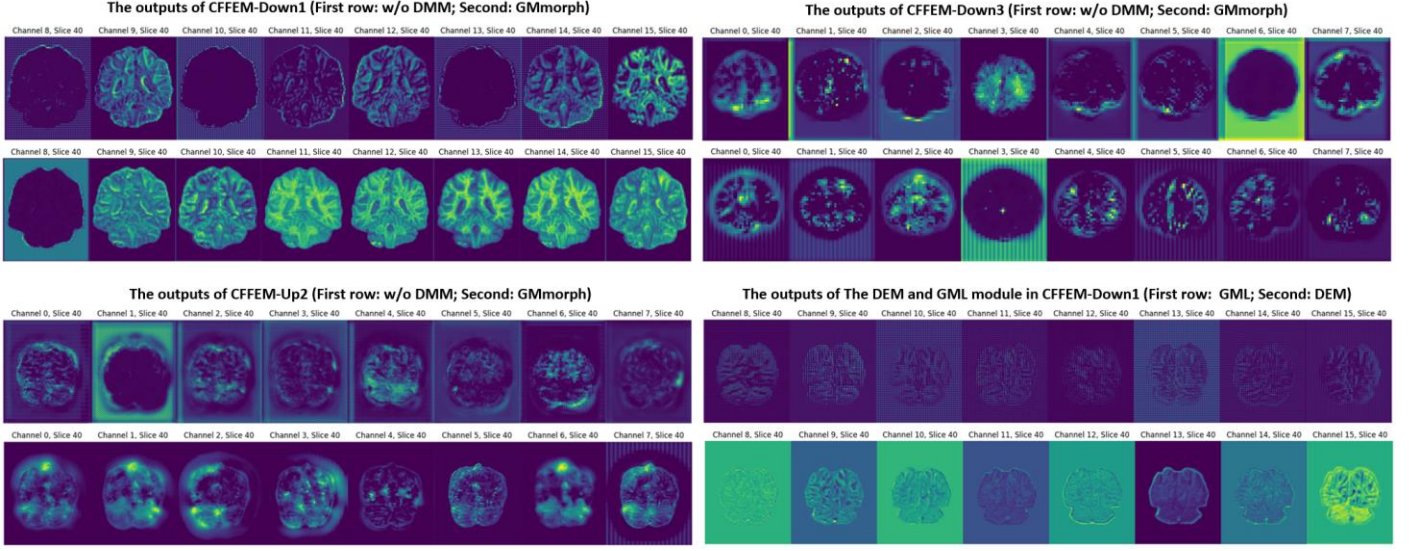 The outputs of CFFEM-Down1 (First row: w/o DMM; Second: GMmorph)
Channel 8, Slice 40 Channel 9, Slice 40 Channel 10, Slice 40 Channel 11, Slice 40 Channel 12, Slice 40 Channel 13, Slice 40 Channel 14, Slice 40 Channel 15, Slice 40
Channel 8, Slice 40 Channel 9, Slice 40 Channel 10, Slice 40 Channel 11, Slice 40 Channel 12, Slice 40 Channel 13, Slice 40 Channel 14, Slice 40 Channel 15, Slice 40
The outputs of CFFEM-Down3 (First row: w/o DMM; Second: GMmorph)
Channel 0, Slice 40 Channel 1, Slice 40 Channel 2, Slice 40 Channel 3, Slice 40 Channel 4, Slice 40 Channel 5, Slice 40 Channel 6, Slice 40 Channel 7, Slice 40
Channel 0, Slice 40 Channel 1, Slice 40 Channel 2, Slice 40 Channel 3, Slice 40 Channel 4, Slice 40 Channel 5, Slice 40 Channel 6, Slice 40 Channel 7, Slice 40
The outputs of CFFEM-Up2 (First row: w/o DMM; Second: GMmorph)
Channel 0, Slice 40 Channel 1, Slice 40 Channel 2, Slice 40 Channel 3, Slice 40 Channel 4, Slice 40 Channel 5, Slice 40 Channel 6, Slice 40 Channel 7, Slice 40
Channel 0, Slice 40 Channel 1, Slice 40 Channel 2, Slice 40 Channel 3, Slice 40 Channel 4, Slice 40 Channel 5, Slice 40 Channel 6, Slice 40 Channel 7, Slice 40
The outputs of The DEM and GML module in CFFEM-Down1 (First row: GML; Second: DEM)
Channel 8, Slice 40 Channel 9, Slice 40 Channel 10, Slice 40 Channel 11, Slice 40 Channel 12, Slice 40 Channel 13, Slice 40 Channel 14, Slice 40 Channel 15, Slice 40
Channel 8, Slice 40 Channel 9, Slice 40 Channel 10, Slice 40 Channel 11, Slice 40 Channel 12, Slice 40 Channel 13, Slice 40 Channel 14, Slice 40 Channel 15, Slice 40